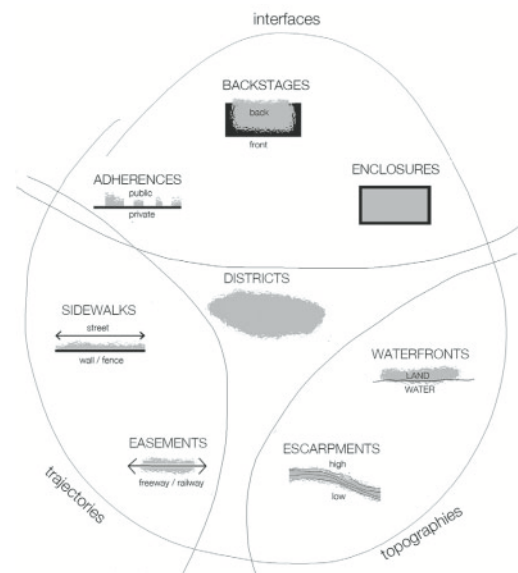 interfaces
BACKSTAGES
back
front
ADHERENCES
public
private
ENCLOSURES
DISTRICTS
SIDEWALKS
street
wall / fence
WATERFRONTS
LAND
WATER
EASEMENTS
freeway / railway
ESCARPMENTS
high
low
trajectories
topographies